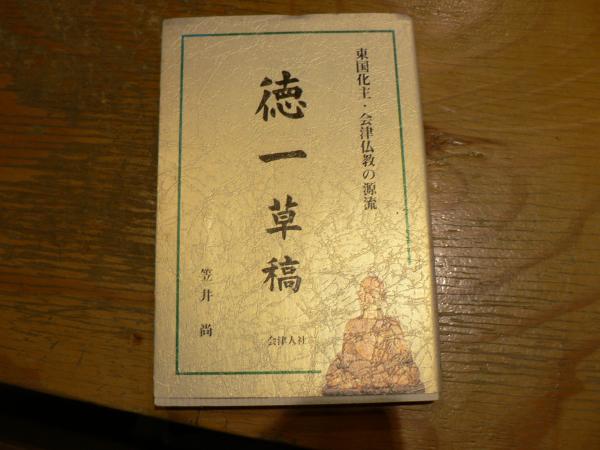 東国化主・会津仏教の源流
徳一草稿
笠井尚
会津人社